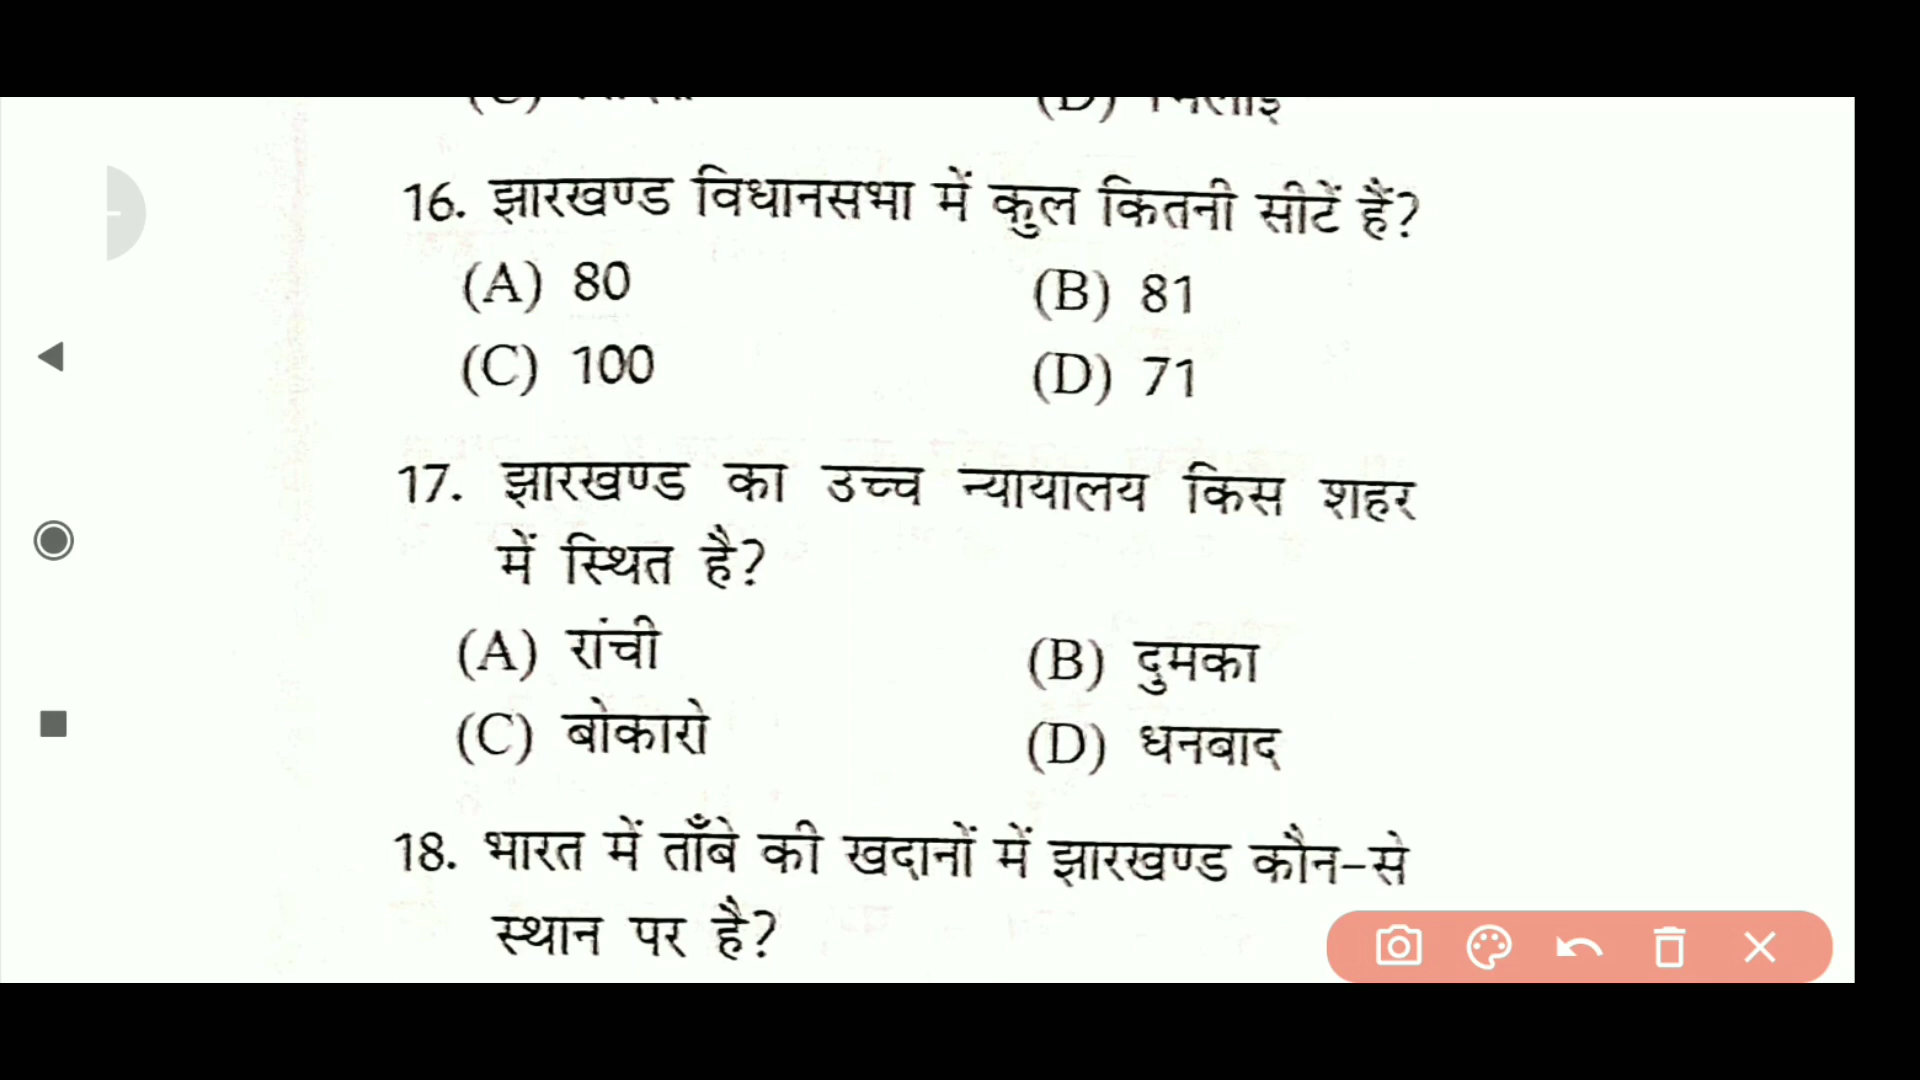 16. झारखण्ड विधानसभा में कुल कितनी सीटें हैं?
(A) 80 (B) 81
(C) 100 (D) 71
17. झारखण्ड का उच्च न्यायालय किस शहर
में स्थित है?
(A) रांची (B) दुमका
(C) बोकारो (D) धनबाद
18. भारत में ताँबे की खदानों में झारखण्ड कौन-से
स्थान पर है?